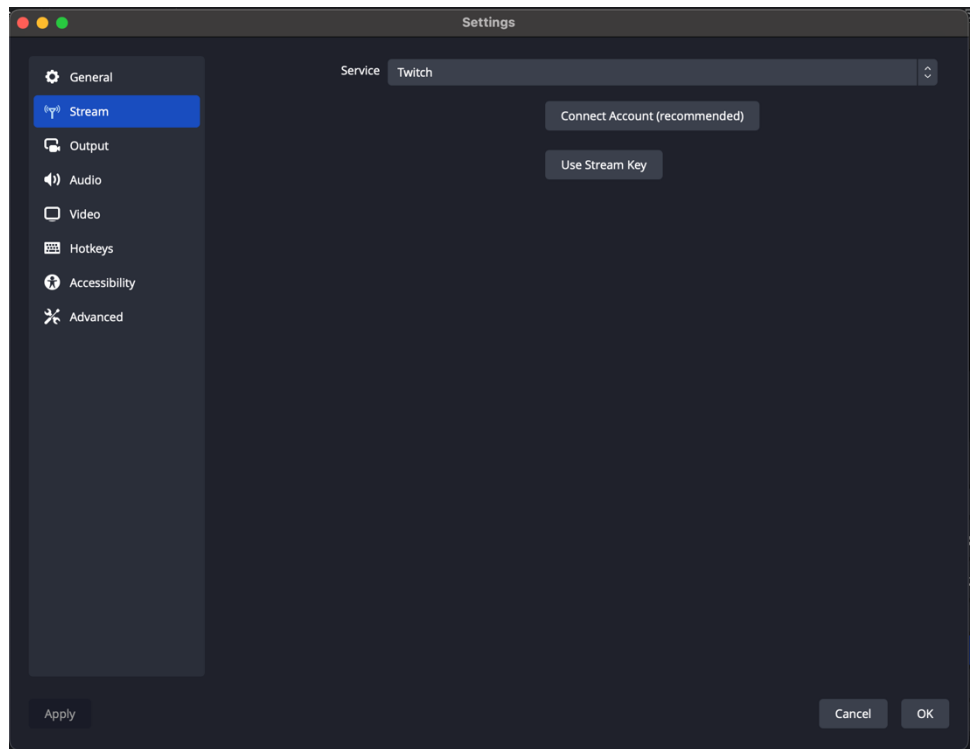 Settings
General
Stream
Output
Audio
Video
Hotkeys
Accessibility
Advanced
Service Twitch
Connect Account (recommended)
Use Stream Key
Apply
Cancel
OK